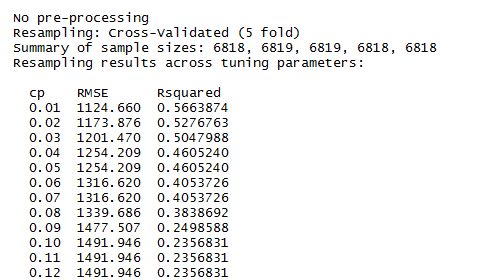 No pre-processing
Resampling: Cross-Validated (5 fold)
Summary of sample sizes: 6818, 6819, 6819, 6818, 6818
Resampling results across tuning parameters:
cp RMSE Rsquared
0.01 1124.660 0.5663874
0.02 1173.876 0.5276763
0.03 1201.470 0.5047988
0.04 1254.209 0.4605240
0.05 1254.209 0.4605240
0.06 1316.620 0.4053726
0.07 1316.620 0.4053726
0.08 1339.686 0.3838692
0.09 1477.507 0.2498588
0.10 1491.946 0.2356831
0.11 1491.946 0.2356831
0.12 1491.946 0.2356831